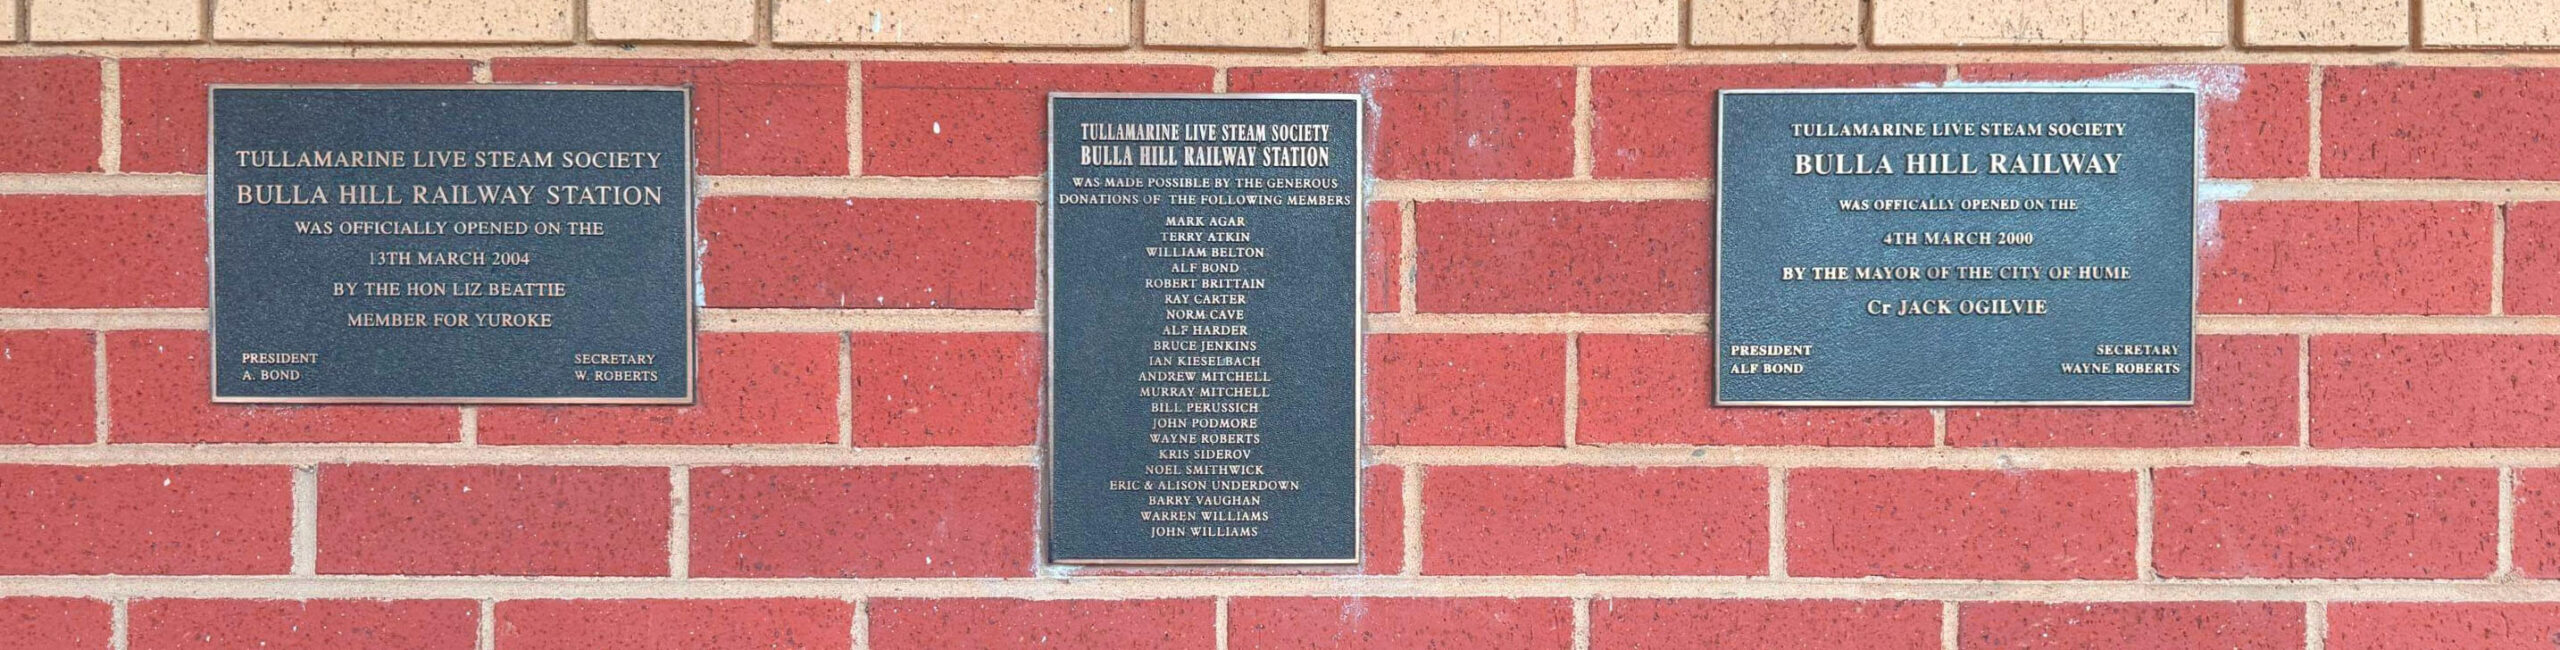 TULLAMARINE LIVE STEAM SOCIETY
BULLA HILL RAILWAY STATION
WAS OFFICIALLY OPENED ON THE
13TH MARCH 2004
BY THE HON LIZ BEATTIE
MEMBER FOR YUROKE
PRESIDENT
A. BOND
SECRETARY
W. ROBERTS
TULLAMARINE LIVE STEAM SOCIETY
BULLA HILL RAILWAY STATION
WAS MADE POSSIBLE BY THE GENEROUS
DONATIONS OF THE FOLLOWING MEMBERS
MARK AGAR
TERRY ATKIN
WILLIAM BELTON
ALF BOND
ROBERT BRITTAIN
RAY CARTER
NORM CAVE
ALF HARDER
BRUCE JENKINS
IAN KIESELBACH
ANDREW MITCHELL
MURRAY MITCHELL
BILL PERUSSICH
JOHN PODMORE
WAYNE ROBERTS
KRIS SIDEROV
NOEL SMITHWICK
ERIC & ALISON UNDERDOWN
BARRY VAUGHAN
WARREN WILLIAMS
JOHN WILLIAMS
TULLAMARINE LIVE STEAM SOCIETY
BULLA HILL RAILWAY
WAS OFFICALLY OPENED ON THE
4TH MARCH 2000
BY THE MAYOR OF THE CITY OF HUME
Cr JACK OGILVIE
PRESIDENT
ALF BOND
SECRETARY
WAYNE ROBERTS